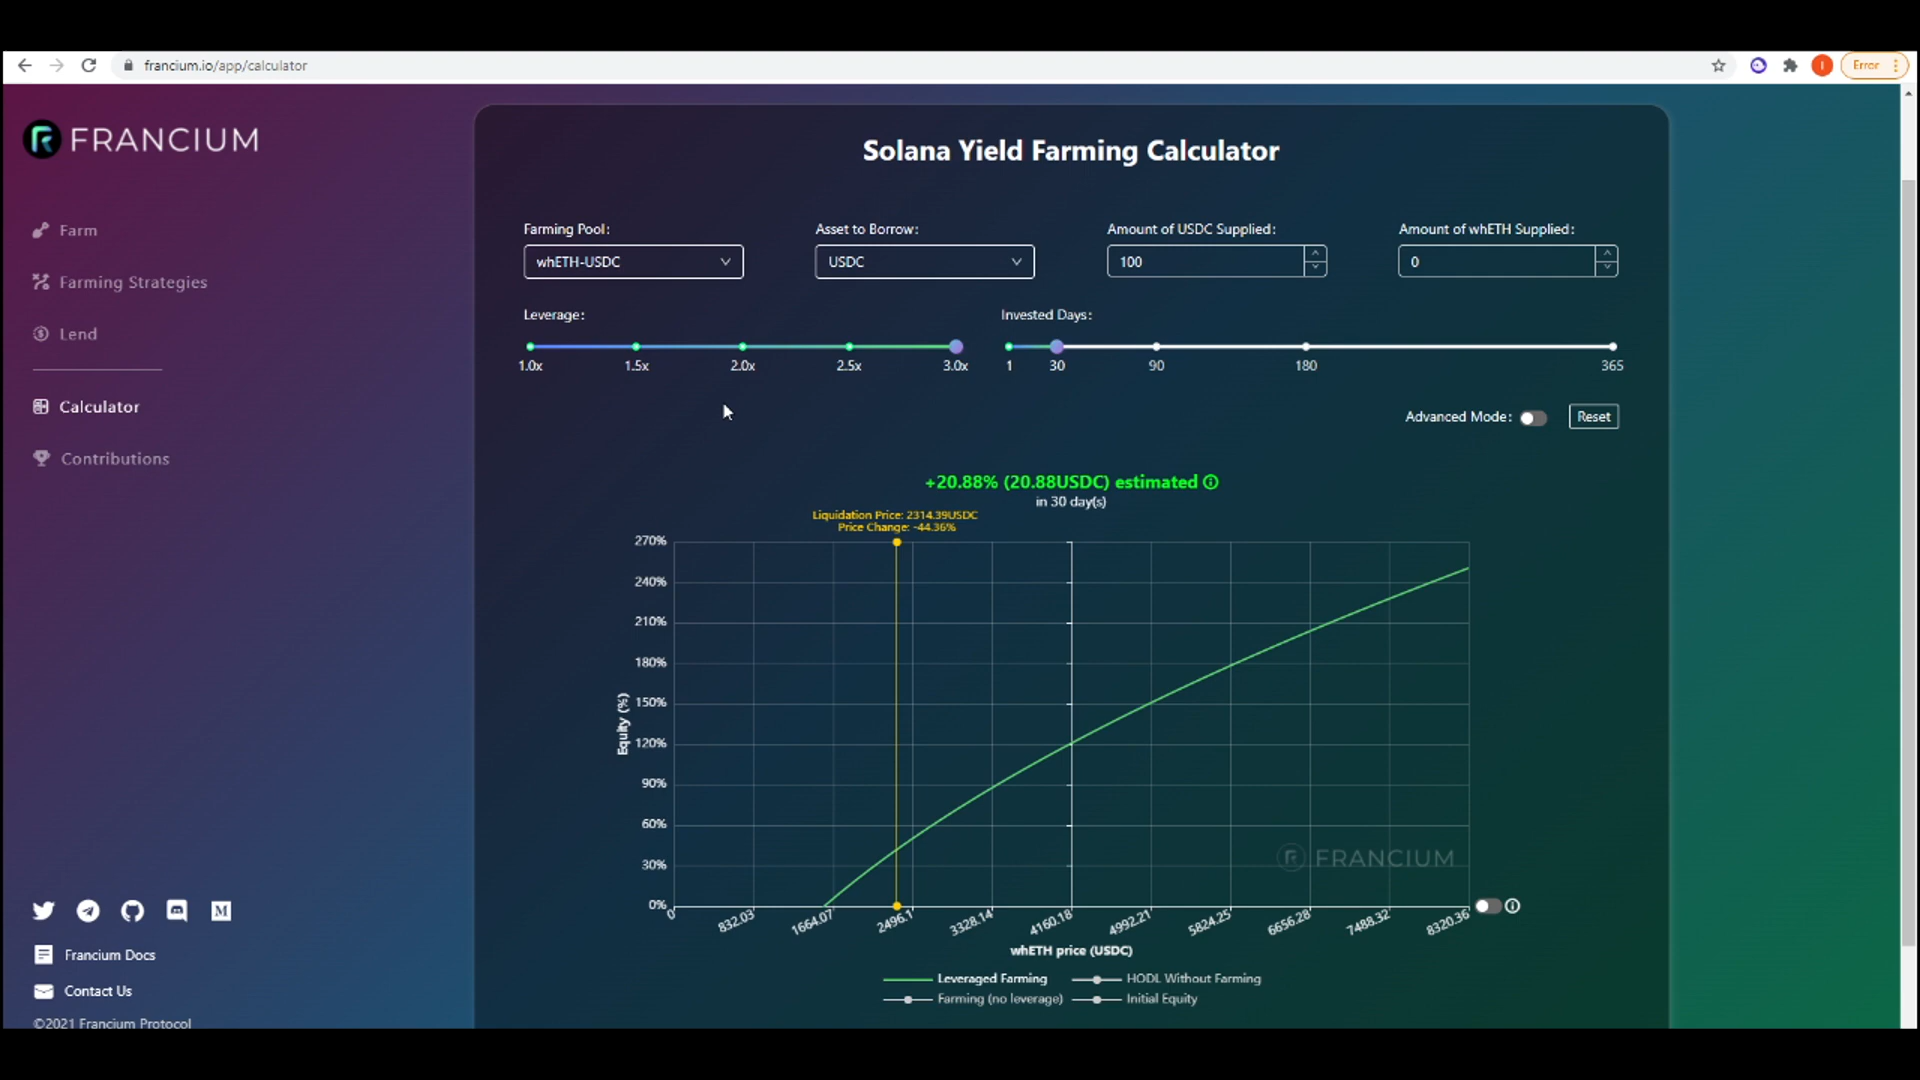 francium.io/app/calculator
Error
FRANCIUM
Farm
Farming Strategies
Lend
Calculator
Contributions
Francium Docs
Contact Us
©2021 Francium Protocol
Solana Yield Farming Calculator
Farming Pool: Asset to Borrow: Amount of USDC Supplied: Amount of whETH Supplied:
whETH-USDC USDC 100 0
Leverage: Invested Days:
1.0x 1.5x 2.0x 2.5x 3.0x 1 30 90 180 365
Advanced Mode: Reset
+20.88% (20.88USDC) estimated
in 30 day(s)
Liquidation Price: 2314.39USDC
Price Change: -44.36%
270%
240%
210%
180%
150%
120%
90%
60%
30%
0%
Equity (%)
FRANCIUM
0 832.03 1664.07 2496.1 3328.14 4160.18 4992.21 5824.25 6656.28 7488.32 8320.36
whETH price (USDC)
Leveraged Farming HODL Without Farming
Farming (no leverage) Initial Equity